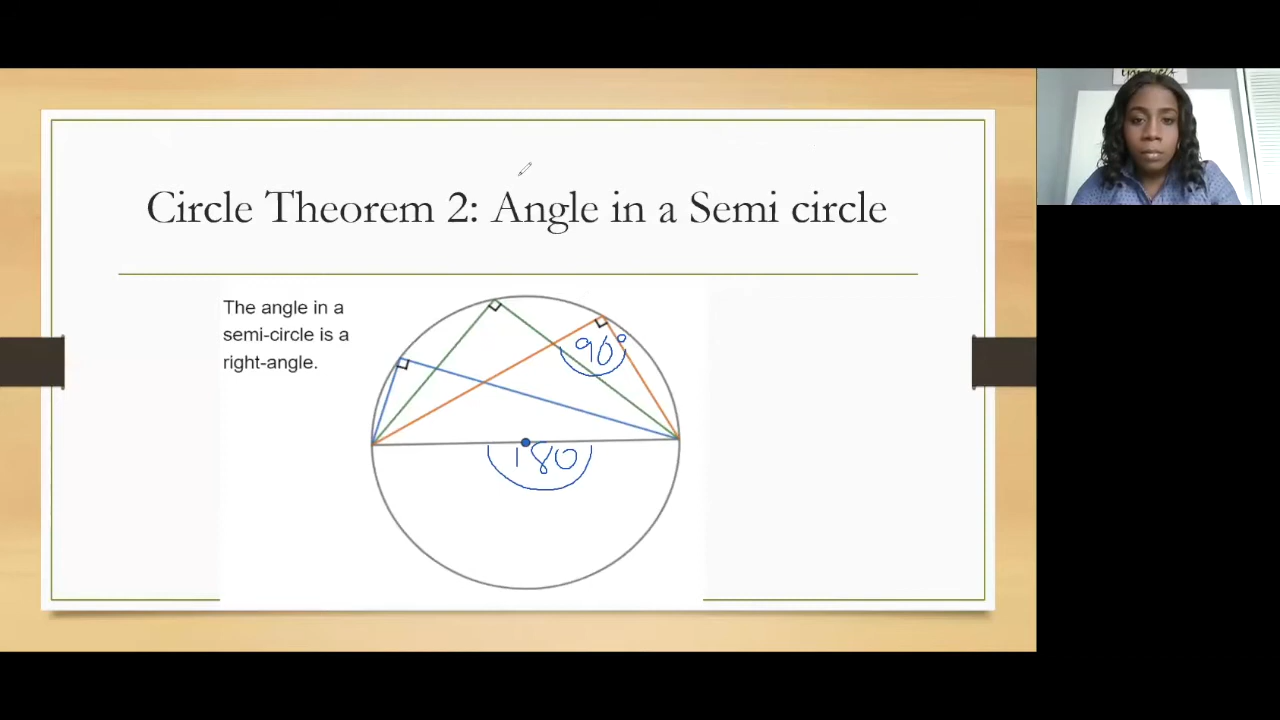 Circle Theorem 2: Angle in a Semi circle
The angle in a
semi-circle is a
right-angle.
90°
180